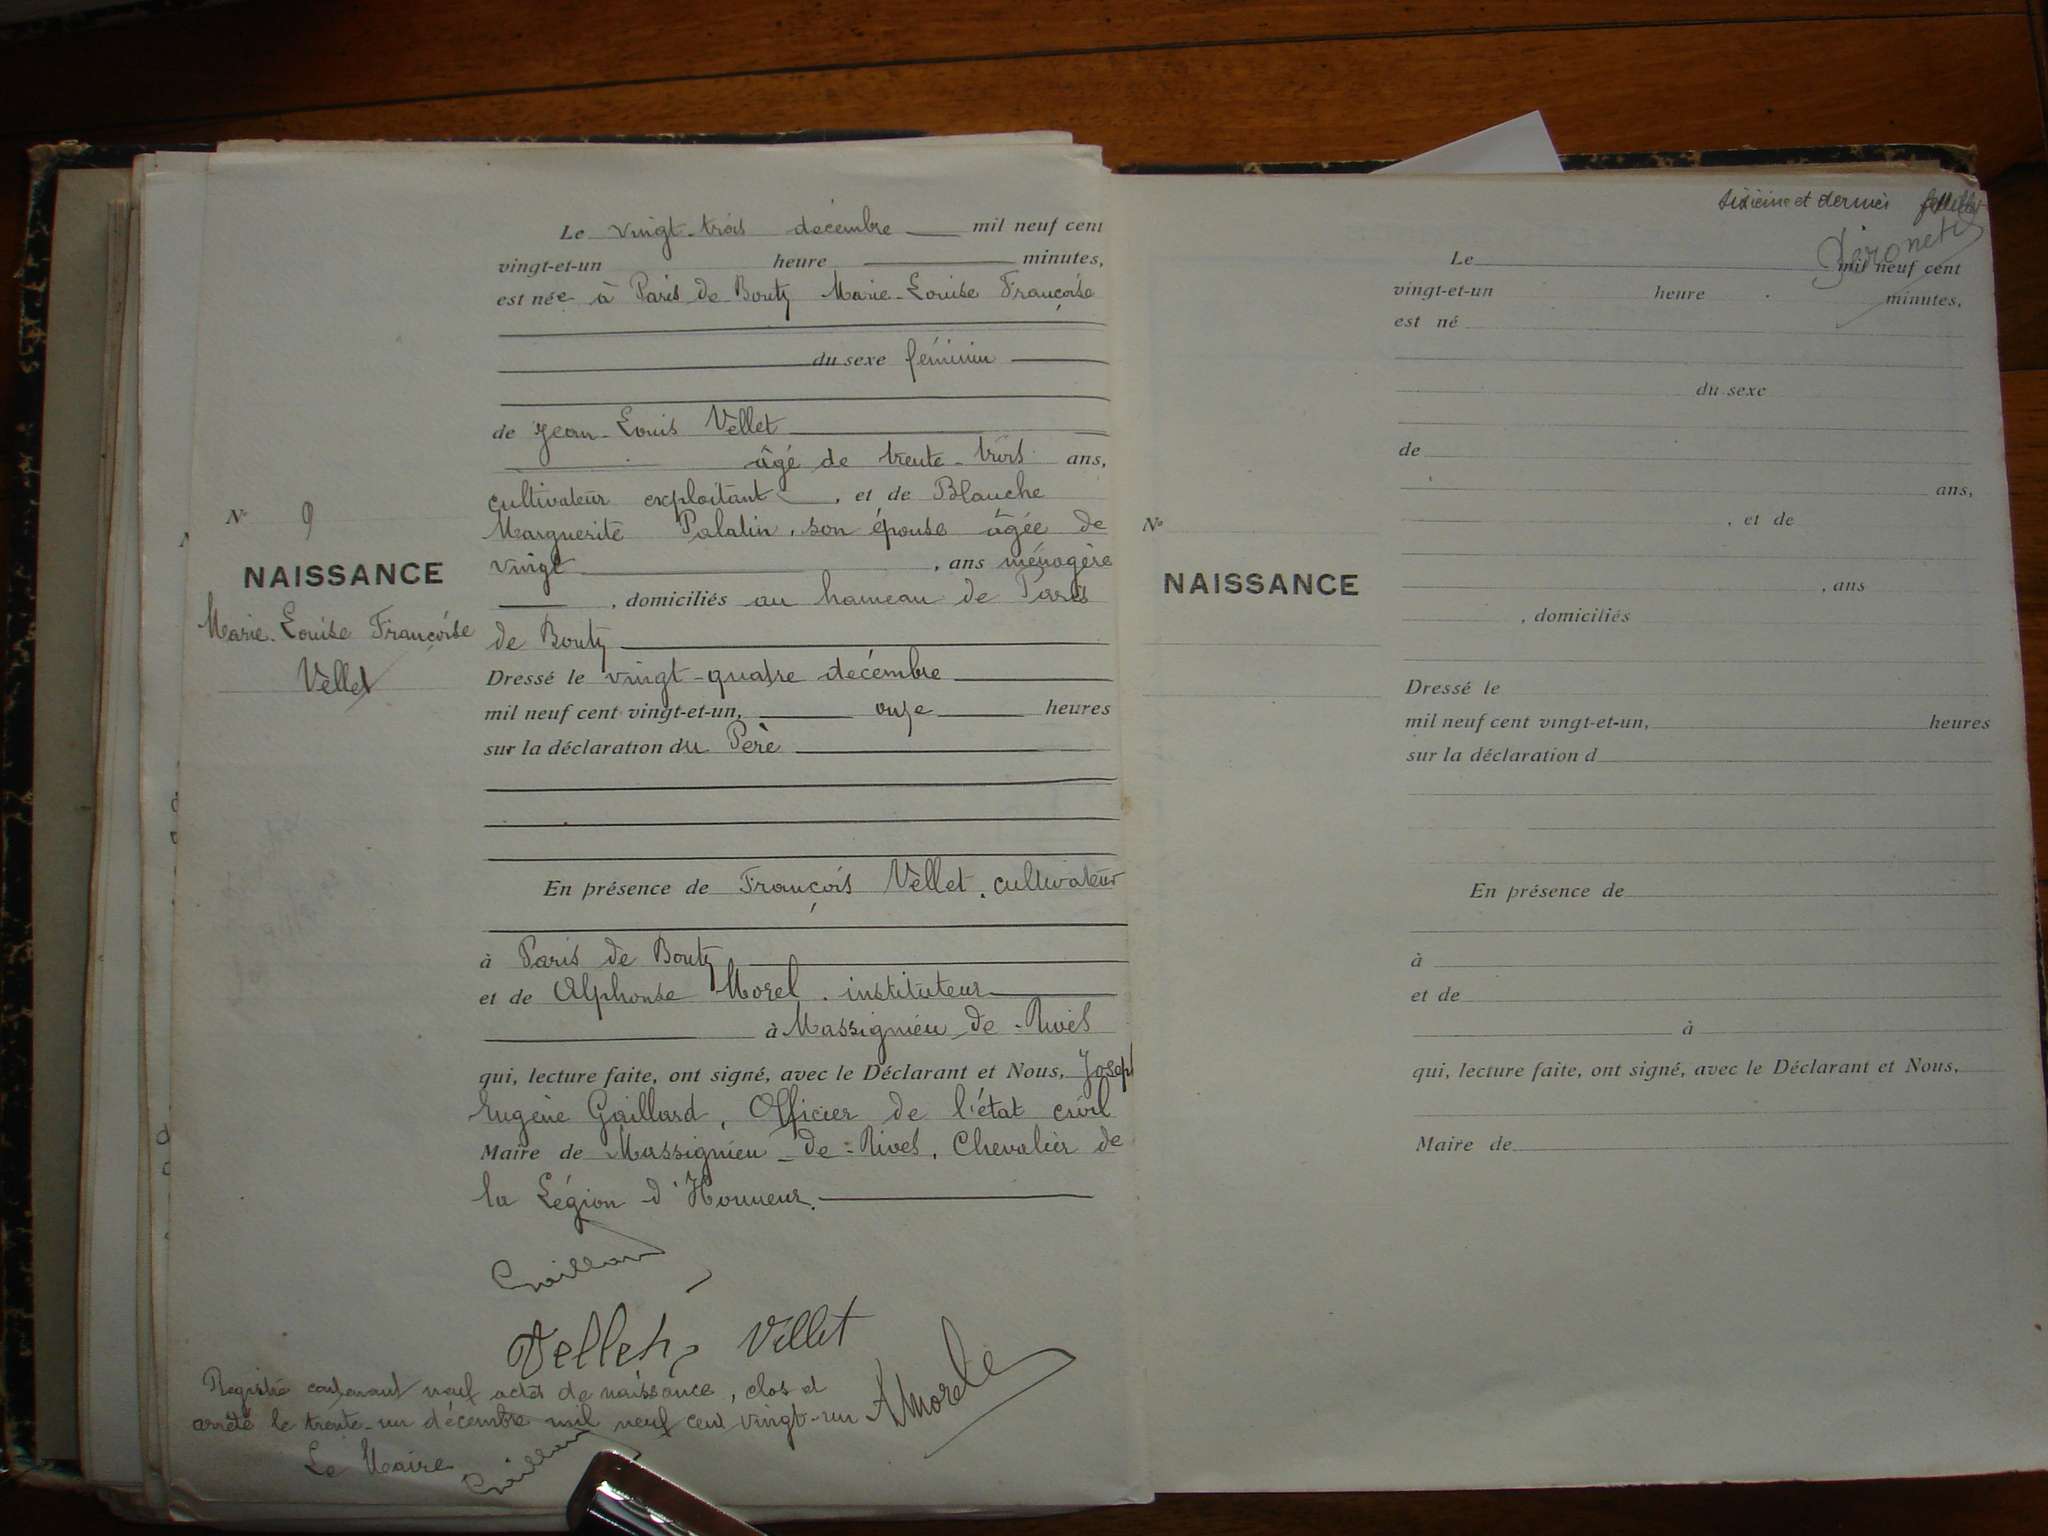 Le vingt-trois décembre mil neuf cent
vingt-et-un heure minutes,
est née à Paris de Bouty Marie-Louise Françoise
du sexe féminin
de Jean-Louis Vellet
âgé de trente-trois ans,
cultivateur exploitant, et de Blanche
Marguerite Palatin, son épouse âgée de
vingt, ans ménagère
, domiciliés au hameau de Paris
de Bouty
Dressé le vingt-quatre décembre
mil neuf cent vingt-et-un, onze heures
sur la déclaration du Père
En présence de François Vellet, cultivateur
à Paris de Bouty
et de Alphonse Morel, instituteur
à Massignieu de-Rives
qui, lecture faite, ont signé, avec le Déclarant et Nous, Joseph
Eugène Gaillard, Officier de l'état civil
Maire de Massignieu-de-Rives, Chevalier de
la Légion d'Honneur.
N° 9
NAISSANCE
Marie-Louise Françoise
Vellet
Gaillard
Vellet Vellet
AMorel
Registre contenant neuf actes de naissance, clos et
arrêté le trente-un décembre mil neuf cent vingt-un
Le Maire
Gaillard
sixième et dernier feuillet
Le mil neuf cent
vingt-et-un heure minutes,
est né
du sexe
de
ans,
, et de
, ans
, domiciliés
Dressé le
mil neuf cent vingt-et-un, heures
sur la déclaration d
En présence de
à
et de
à
qui, lecture faite, ont signé, avec le Déclarant et Nous,
Maire de
N°
NAISSANCE